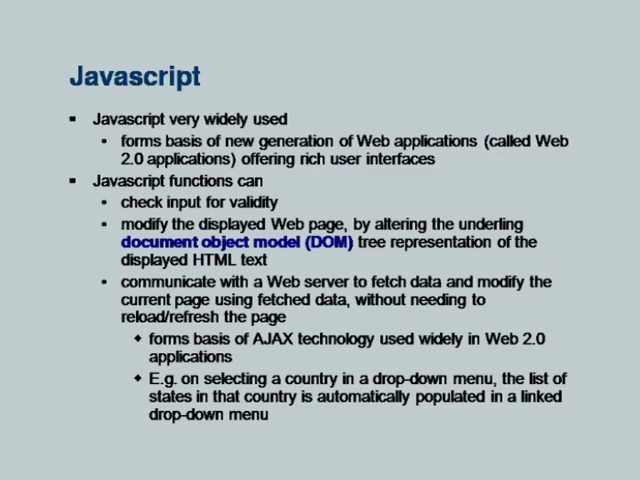 Javascript
Javascript very widely used
forms basis of new generation of Web applications (called Web
2.0 applications) offering rich user interfaces
Javascript functions can
check input for validity
modify the displayed Web page, by altering the underling
document object model (DOM) tree representation of the
displayed HTML text
communicate with a Web server to fetch data and modify the
current page using fetched data, without needing to
reload/refresh the page
forms basis of AJAX technology used widely in Web 2.0
applications
E.g. on selecting a country in a drop-down menu, the list of
states in that country is automatically populated in a linked
drop-down menu